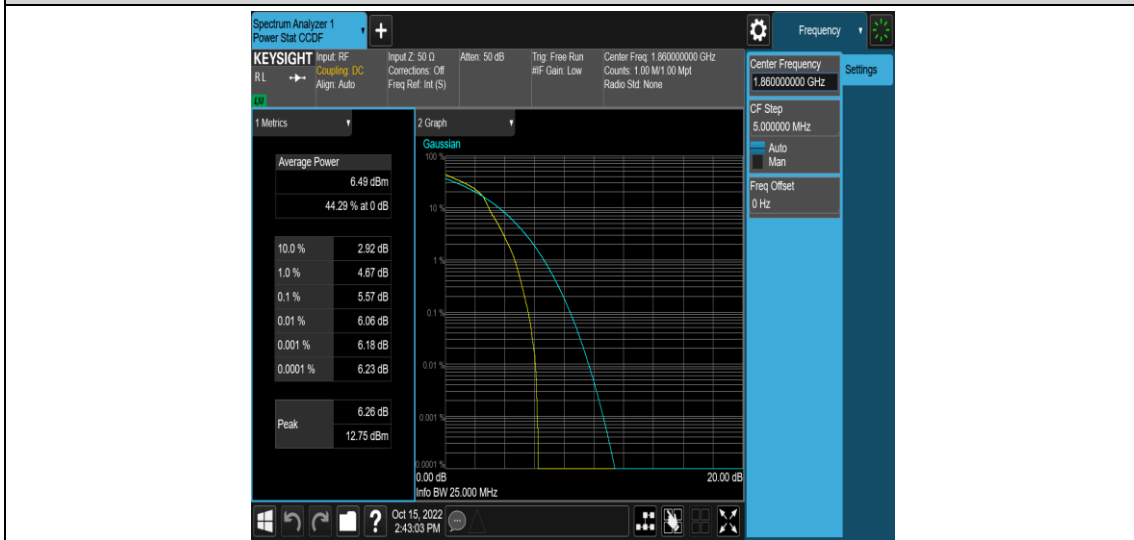 Spectrum Analyzer 1
Power Stat CCDF
+
Frequency
KEYSIGHT
RL
LXI
Input: RF
Coupling: DC
Align: Auto
Input Z: 50 Ω
Corrections: Off
Freq Ref: Int (S)
Atten: 50 dB
Trig: Free Run
#IF Gain: Low
Center Freq: 1.860000000 GHz
Counts: 1.00 M/1.00 Mpt
Radio Std: None
Center Frequency
1.860000000 GHz
Settings
CF Step
5.000000 MHz
Auto
Man
Freq Offset
0 Hz
1 Metrics
Average Power
6.49 dBm
44.29 % at 0 dB
10.0 % 2.92 dB
1.0 % 4.67 dB
0.1 % 5.57 dB
0.01 % 6.06 dB
0.001 % 6.18 dB
0.0001 % 6.23 dB
Peak
6.26 dB
12.75 dBm
2 Graph
Gaussian
100 %
10 %
1 %
0.1 %
0.01 %
0.001 %
0.0001 %
0.00 dB 20.00 dB
Info BW 25.000 MHz
?
Oct 15, 2022
2:43:03 PM